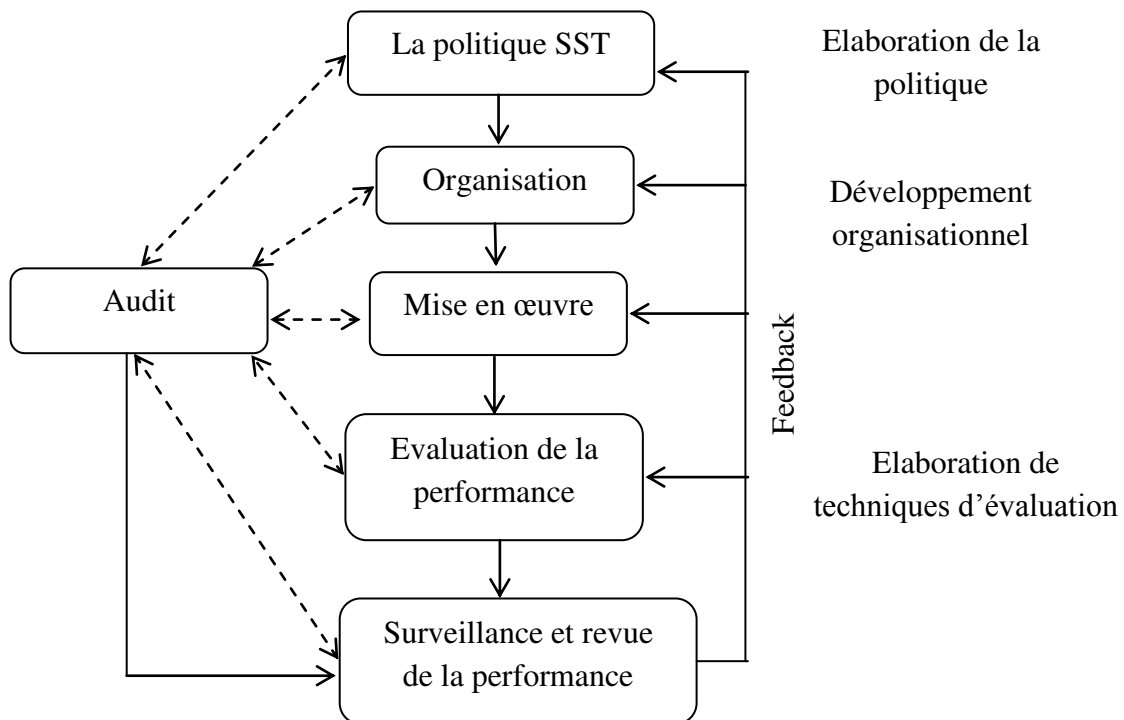 La politique SST
Elaboration de la
politique
Organisation
Développement
organisationnel
Audit
Mise en œuvre
Feedback
Evaluation de la
performance
Elaboration de
techniques d’évaluation
Surveillance et revue
de la performance